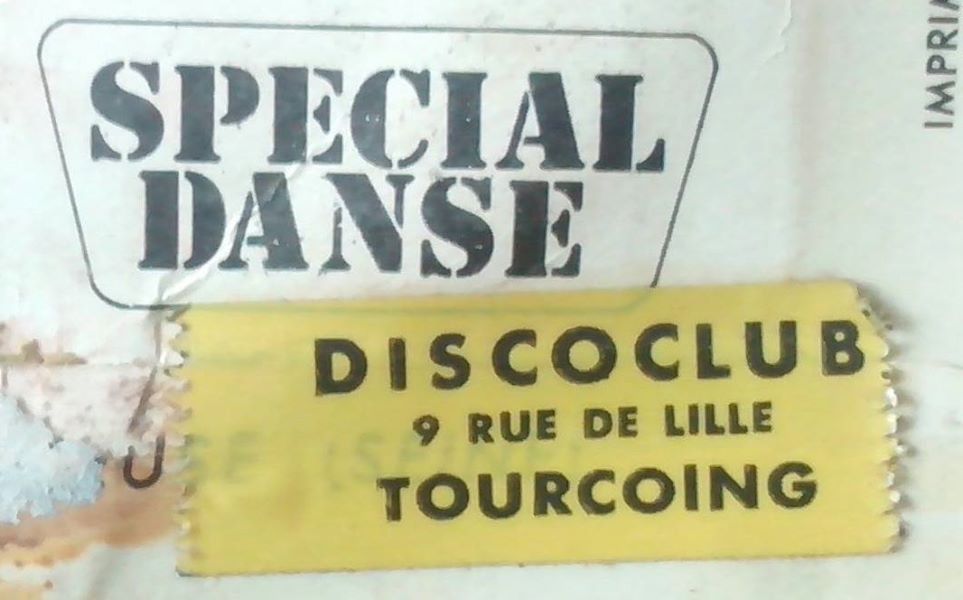 SPECIAL
DANSE
DISCOCLUB
9 RUE DE LILLE
TOURCOING